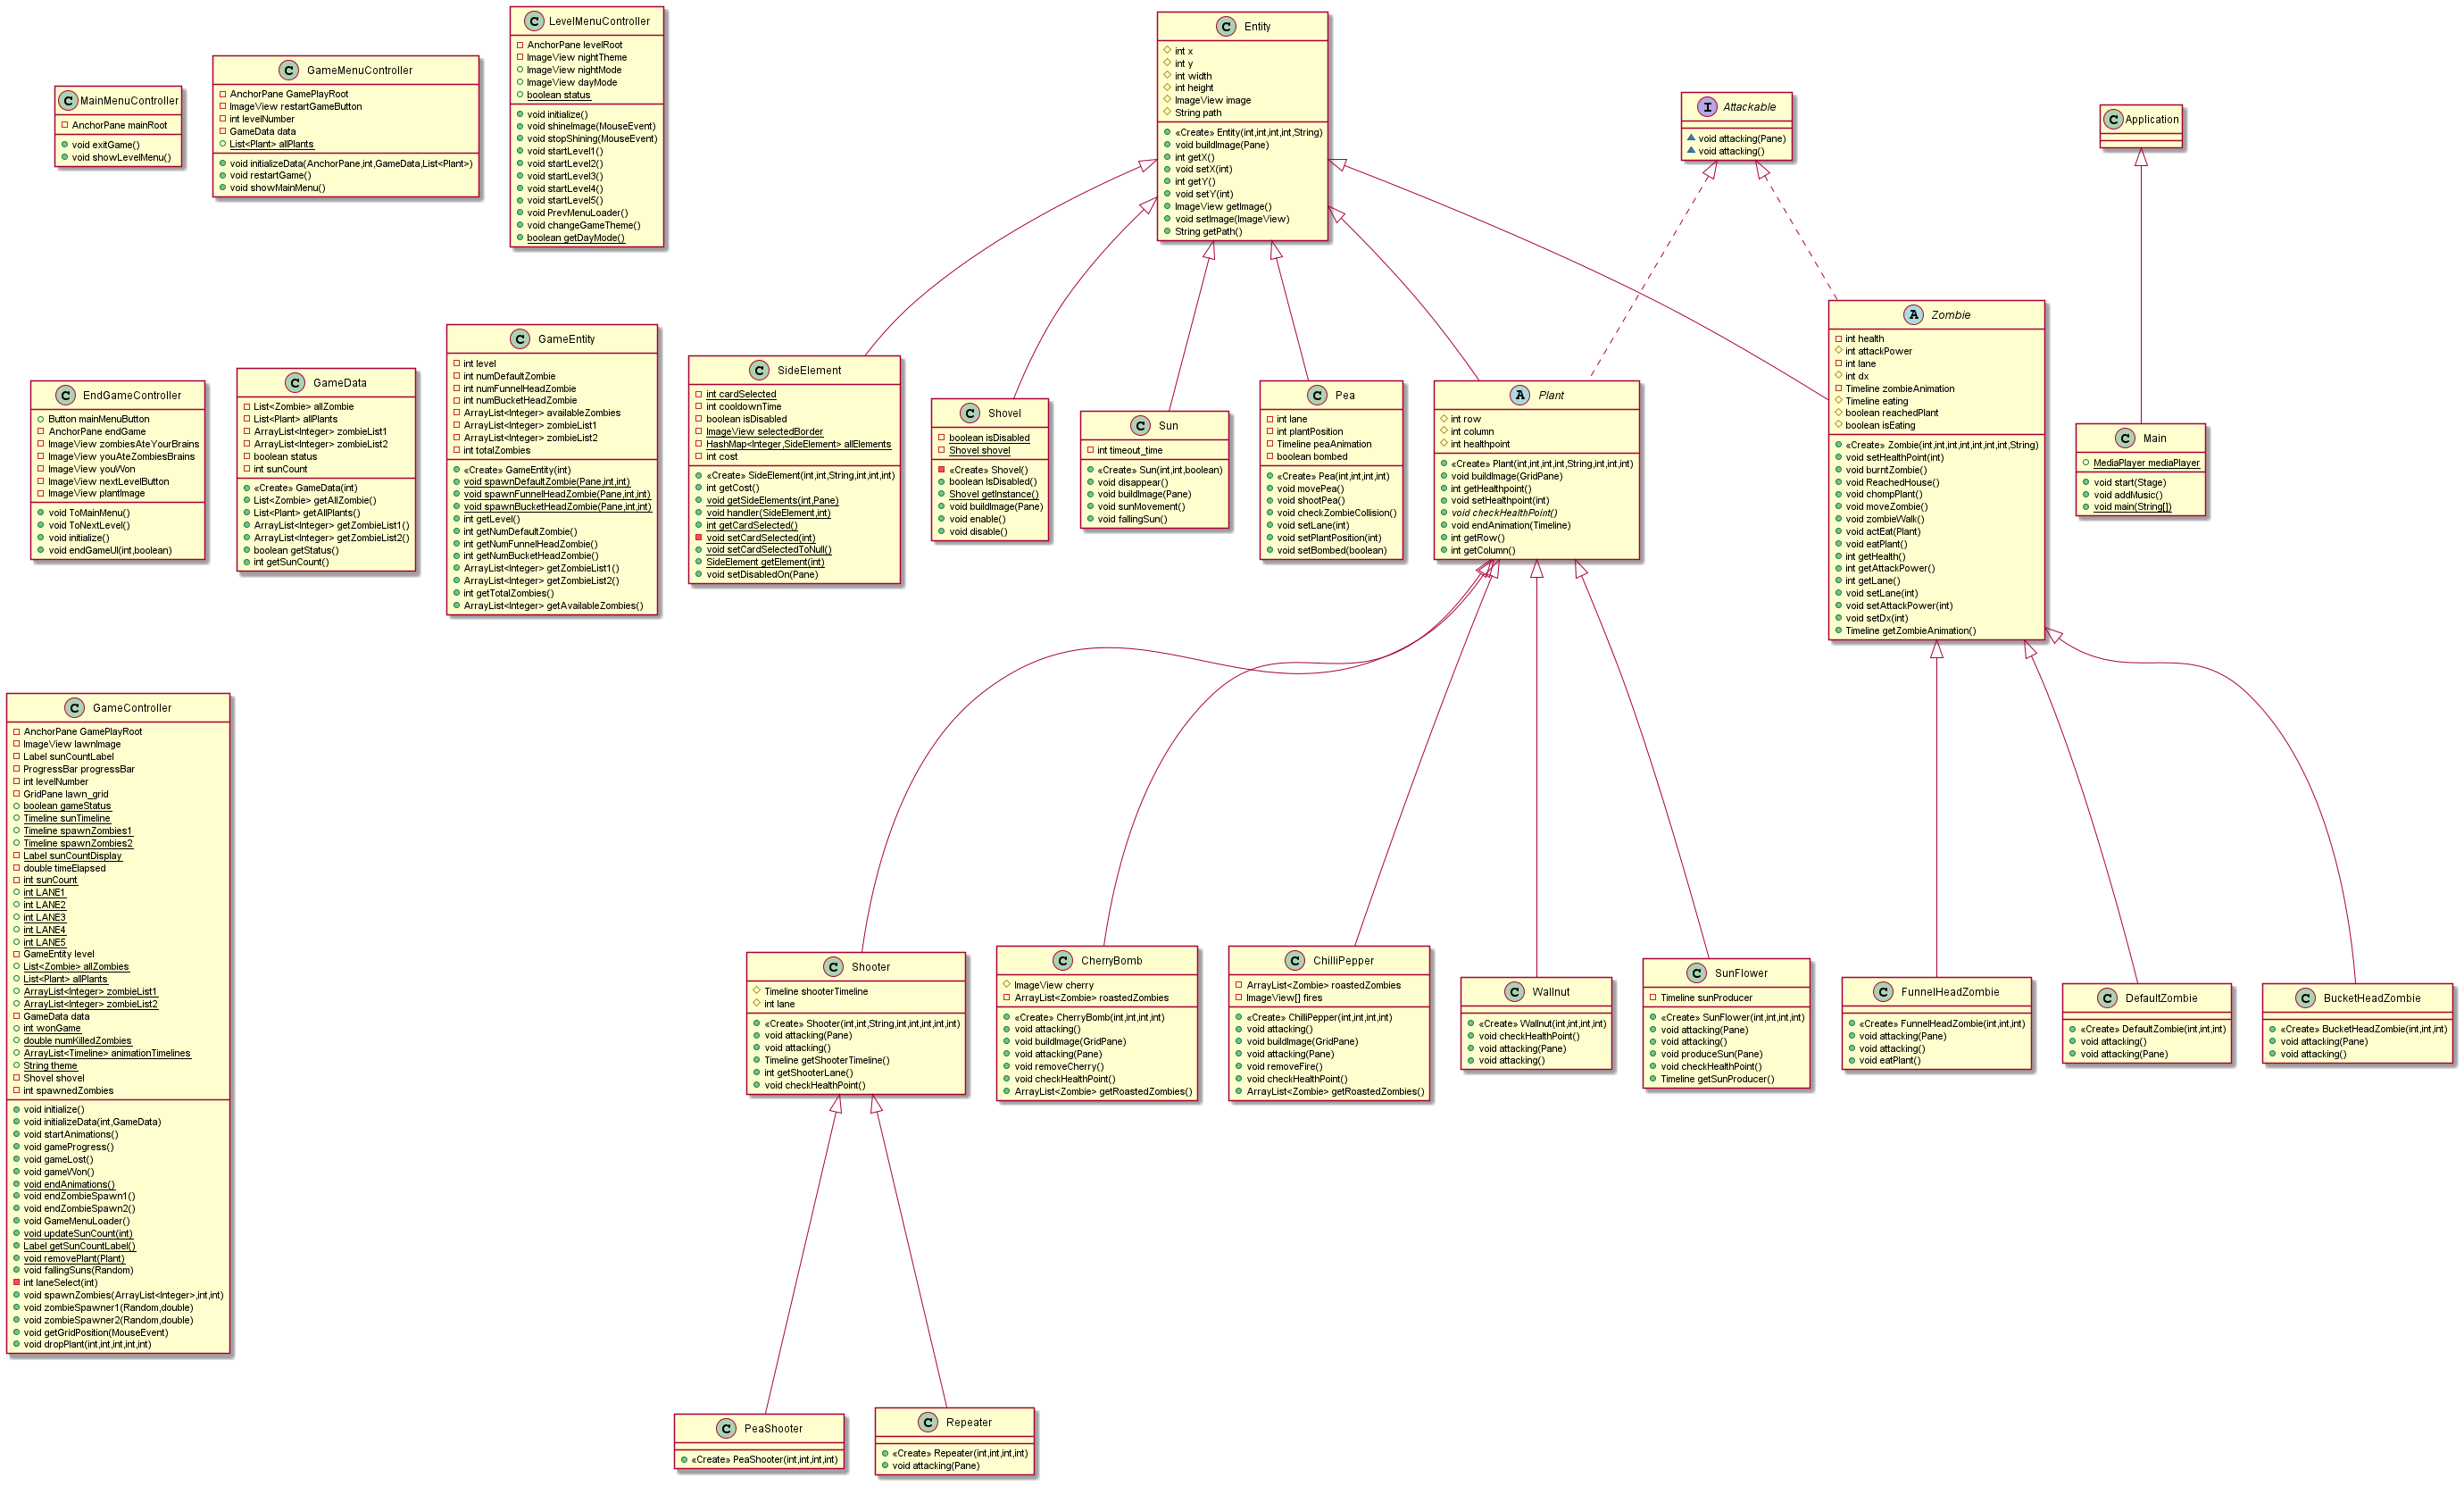 MainMenuController
AnchorPane mainRoot
void exitGame()
void showLevelMenu()
GameMenuController
AnchorPane GamePlayRoot
ImageView restartGameButton
int levelNumber
GameData data
List<Plant> allPlants
void initializeData(AnchorPane,int,GameData,List<Plant>)
void restartGame()
void showMainMenu()
LevelMenuController
AnchorPane levelRoot
ImageView nightTheme
ImageView nightMode
ImageView dayMode
boolean status
void initialize()
void shineImage(MouseEvent)
void stopShining(MouseEvent)
void startLevel1()
void startLevel2()
void startLevel3()
void startLevel4()
void startLevel5()
void PrevMenuLoader()
void changeGameTheme()
boolean getDayMode()
Entity
int x
int y
int width
int height
ImageView image
String path
«Create» Entity(int,int,int,int,String)
void buildImage(Pane)
int getX()
void setX(int)
int getY()
void setY(int)
ImageView getImage()
void setImage(ImageView)
String getPath()
Attackable
void attacking(Pane)
void attacking()
Application
EndGameController
Button mainMenuButton
AnchorPane endGame
ImageView zombiesAteYourBrains
ImageView youAteZombiesBrains
ImageView youWon
ImageView nextLevelButton
ImageView plantImage
void ToMainMenu()
void ToNextLevel()
void initialize()
void endGameUI(int,boolean)
GameData
List<Zombie> allZombie
List<Plant> allPlants
ArrayList<Integer> zombieList1
ArrayList<Integer> zombieList2
boolean status
int sunCount
«Create» GameData(int)
List<Zombie> getAllZombie()
List<Plant> getAllPlants()
ArrayList<Integer> getZombieList1()
ArrayList<Integer> getZombieList2()
boolean getStatus()
int getSunCount()
GameEntity
int level
int numDefaultZombie
int numFunnelHeadZombie
int numBucketHeadZombie
ArrayList<Integer> availableZombies
ArrayList<Integer> zombieList1
ArrayList<Integer> zombieList2
int totalZombies
«Create» GameEntity(int)
void spawnDefaultZombie(Pane,int,int)
void spawnFunnelHeadZombie(Pane,int,int)
void spawnBucketHeadZombie(Pane,int,int)
int getLevel()
int getNumDefaultZombie()
int getNumFunnelHeadZombie()
int getNumBucketHeadZombie()
ArrayList<Integer> getZombieList1()
ArrayList<Integer> getZombieList2()
int getTotalZombies()
ArrayList<Integer> getAvailableZombies()
SideElement
int cardSelected
int cooldownTime
boolean isDisabled
ImageView selectedBorder
HashMap<Integer,SideElement> allElements
int cost
«Create» SideElement(int,int,String,int,int,int)
int getCost()
void getSideElements(int,Pane)
void handler(SideElement,int)
int getCardSelected()
void setCardSelected(int)
void setCardSelectedToNull()
SideElement getElement(int)
void setDisabledOn(Pane)
Shovel
boolean isDisabled
Shovel shovel
«Create» Shovel()
boolean IsDisabled()
Shovel getInstance()
void buildImage(Pane)
void enable()
void disable()
Sun
int timeout_time
«Create» Sun(int,int,boolean)
void disappear()
void buildImage(Pane)
void sunMovement()
void fallingSun()
Pea
int lane
int plantPosition
Timeline peaAnimation
boolean bombed
«Create» Pea(int,int,int,int)
void movePea()
void shootPea()
void checkZombieCollision()
void setLane(int)
void setPlantPosition(int)
void setBombed(boolean)
Plant
int row
int column
int healthpoint
«Create» Plant(int,int,int,int,String,int,int,int)
void buildImage(GridPane)
int getHealthpoint()
void setHealthpoint(int)
void checkHealthPoint()
void endAnimation(Timeline)
int getRow()
int getColumn()
Zombie
int health
int attackPower
int lane
int dx
Timeline zombieAnimation
Timeline eating
boolean reachedPlant
boolean isEating
«Create» Zombie(int,int,int,int,int,int,int,String)
void setHealthPoint(int)
void burntZombie()
void ReachedHouse()
void chompPlant()
void moveZombie()
void zombieWalk()
void actEat(Plant)
void eatPlant()
int getHealth()
int getAttackPower()
int getLane()
void setLane(int)
void setAttackPower(int)
void setDx(int)
Timeline getZombieAnimation()
Main
MediaPlayer mediaPlayer
void start(Stage)
void addMusic()
void main(String[])
GameController
AnchorPane GamePlayRoot
ImageView lawnImage
Label sunCountLabel
ProgressBar progressBar
int levelNumber
GridPane lawn_grid
boolean gameStatus
Timeline sunTimeline
Timeline spawnZombies1
Timeline spawnZombies2
Label sunCountDisplay
double timeElapsed
int sunCount
int LANE1
int LANE2
int LANE3
int LANE4
int LANE5
GameEntity level
List<Zombie> allZombies
List<Plant> allPlants
ArrayList<Integer> zombieList1
ArrayList<Integer> zombieList2
GameData data
int wonGame
double numKilledZombies
ArrayList<Timeline> animationTimelines
String theme
Shovel shovel
int spawnedZombies
void initialize()
void initializeData(int,GameData)
void startAnimations()
void gameProgress()
void gameLost()
void gameWon()
void endAnimations()
void endZombieSpawn1()
void endZombieSpawn2()
void GameMenuLoader()
void updateSunCount(int)
Label getSunCountLabel()
void removePlant(Plant)
void fallingSuns(Random)
int laneSelect(int)
void spawnZombies(ArrayList<Integer>,int,int)
void zombieSpawner1(Random,double)
void zombieSpawner2(Random,double)
void getGridPosition(MouseEvent)
void dropPlant(int,int,int,int,int)
Shooter
Timeline shooterTimeline
int lane
«Create» Shooter(int,int,String,int,int,int,int,int)
void attacking(Pane)
void attacking()
Timeline getShooterTimeline()
int getShooterLane()
void checkHealthPoint()
CherryBomb
ImageView cherry
ArrayList<Zombie> roastedZombies
«Create» CherryBomb(int,int,int,int)
void attacking()
void buildImage(GridPane)
void attacking(Pane)
void removeCherry()
void checkHealthPoint()
ArrayList<Zombie> getRoastedZombies()
ChilliPepper
ArrayList<Zombie> roastedZombies
ImageView[] fires
«Create» ChilliPepper(int,int,int,int)
void attacking()
void buildImage(GridPane)
void attacking(Pane)
void removeFire()
void checkHealthPoint()
ArrayList<Zombie> getRoastedZombies()
Wallnut
«Create» Wallnut(int,int,int,int)
void checkHealthPoint()
void attacking(Pane)
void attacking()
SunFlower
Timeline sunProducer
«Create» SunFlower(int,int,int,int)
void attacking(Pane)
void attacking()
void produceSun(Pane)
void checkHealthPoint()
Timeline getSunProducer()
FunnelHeadZombie
«Create» FunnelHeadZombie(int,int,int)
void attacking(Pane)
void attacking()
void eatPlant()
DefaultZombie
«Create» DefaultZombie(int,int,int)
void attacking()
void attacking(Pane)
BucketHeadZombie
«Create» BucketHeadZombie(int,int,int)
void attacking(Pane)
void attacking()
PeaShooter
«Create» PeaShooter(int,int,int,int)
Repeater
«Create» Repeater(int,int,int,int)
void attacking(Pane)